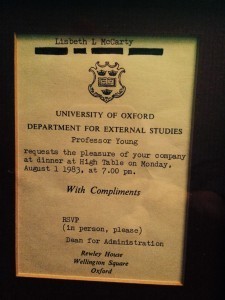 Lisbeth L McCarty
UNIVERSITY OF OXFORD
DEPARTMENT FOR EXTERNAL STUDIES
Professor Young
requests the pleasure of your company
at dinner at High Table on Monday,
August 1 1983, at 7.00 pm.
With Compliments
RSVP
(in person, please)
Dean for Administration
Rewley House
Wellington Square
Oxford